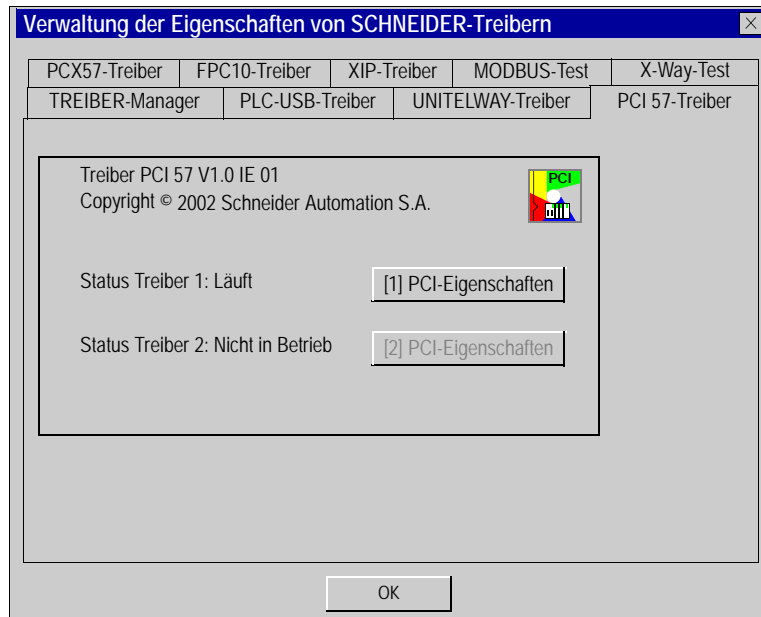 Verwaltung der Eigenschaften von SCHNEIDER-Treibern
PCX57-Treiber FPC10-Treiber XIP-Treiber MODBUS-Test X-Way-Test
TREIBER-Manager PLC-USB-Treiber UNITELWAY-Treiber PCI 57-Treiber
Treiber PCI 57 V1.0 IE 01
PCI
Copyright © 2002 Schneider Automation S.A.
Status Treiber 1: Läuft [1] PCI-Eigenschaften
Status Treiber 2: Nicht in Betrieb [2] PCI-Eigenschaften
OK